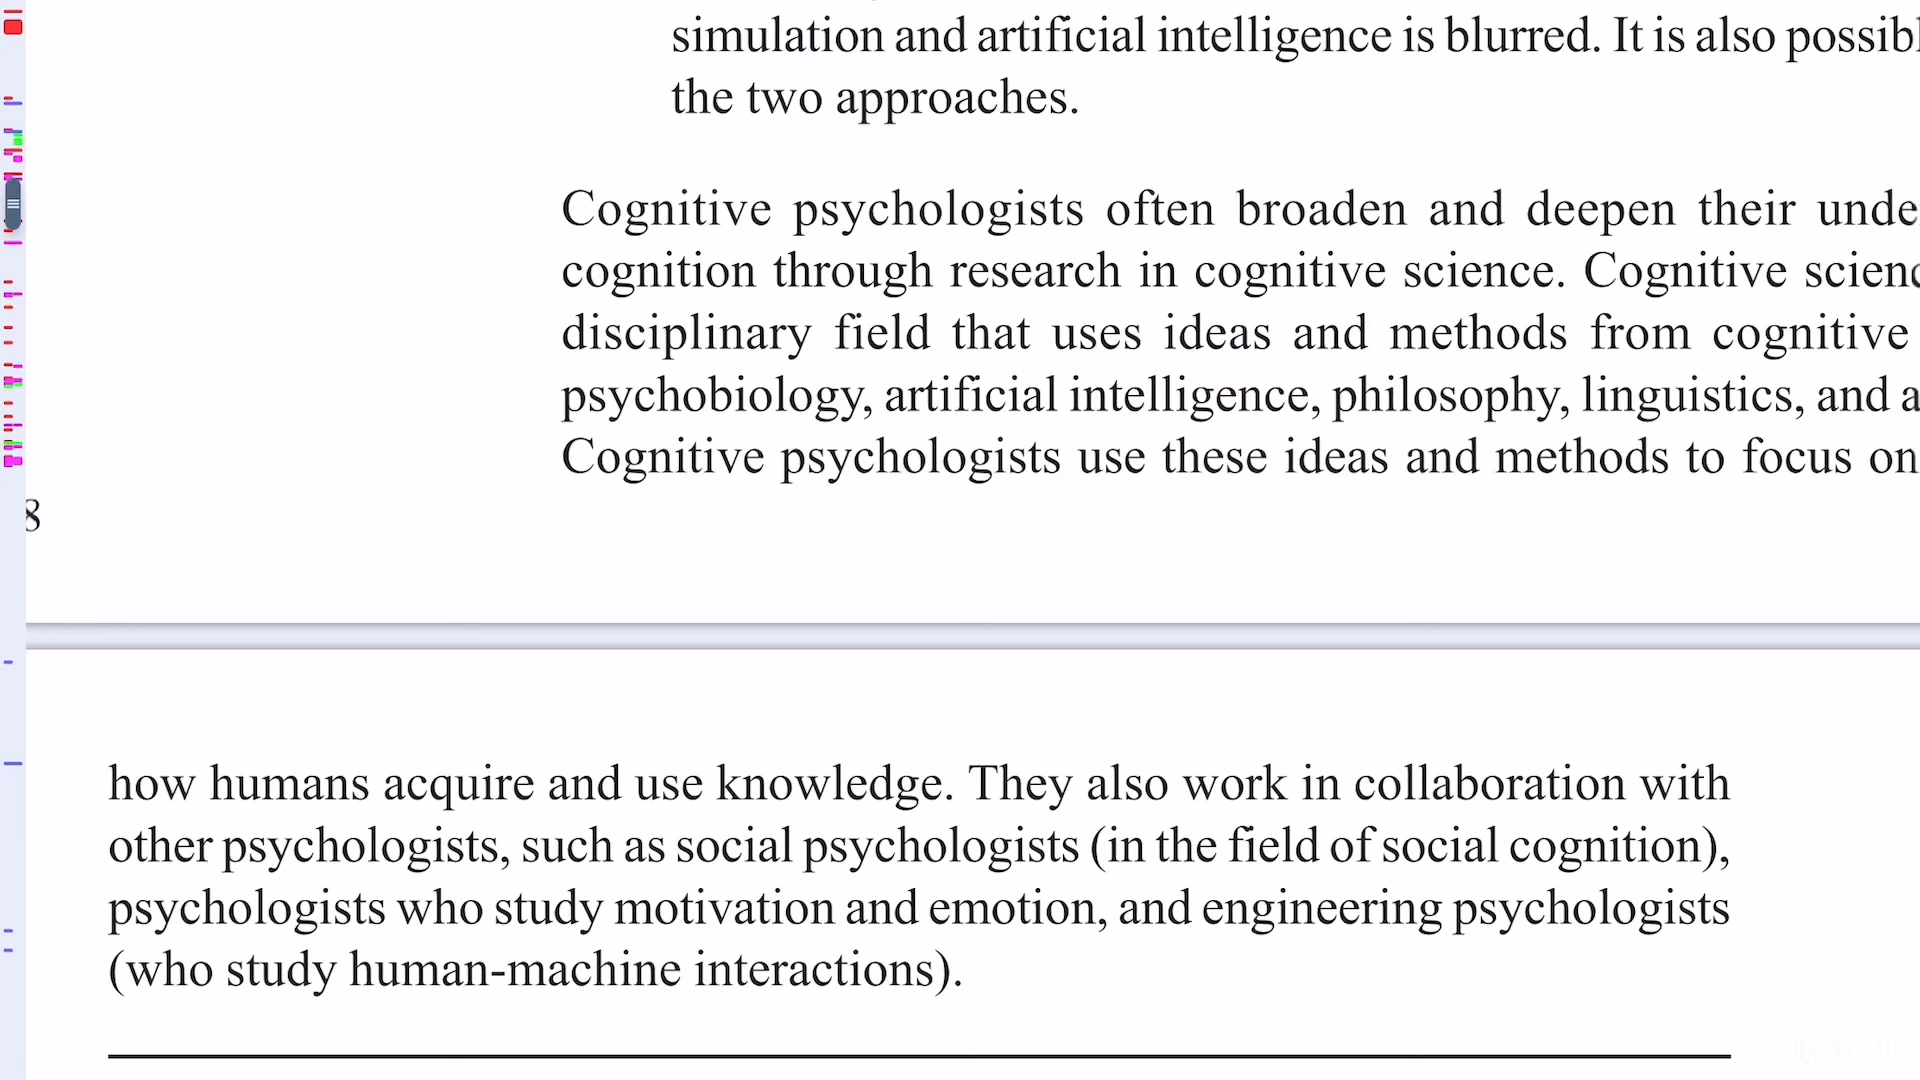 simulation and artificial intelligence is blurred. It is also
the two approaches.
Cognitive psychologists often broaden and deepen their
cognition through research in cognitive science. Cognitive
disciplinary field that uses ideas and methods from cognitive
psychobiology, artificial intelligence, philosophy, linguistics, and
Cognitive psychologists use these ideas and methods to focus on
8
how humans acquire and use knowledge. They also work in collaboration with
other psychologists, such as social psychologists (in the field of social cognition),
psychologists who study motivation and emotion, and engineering psychologists
(who study human-machine interactions).